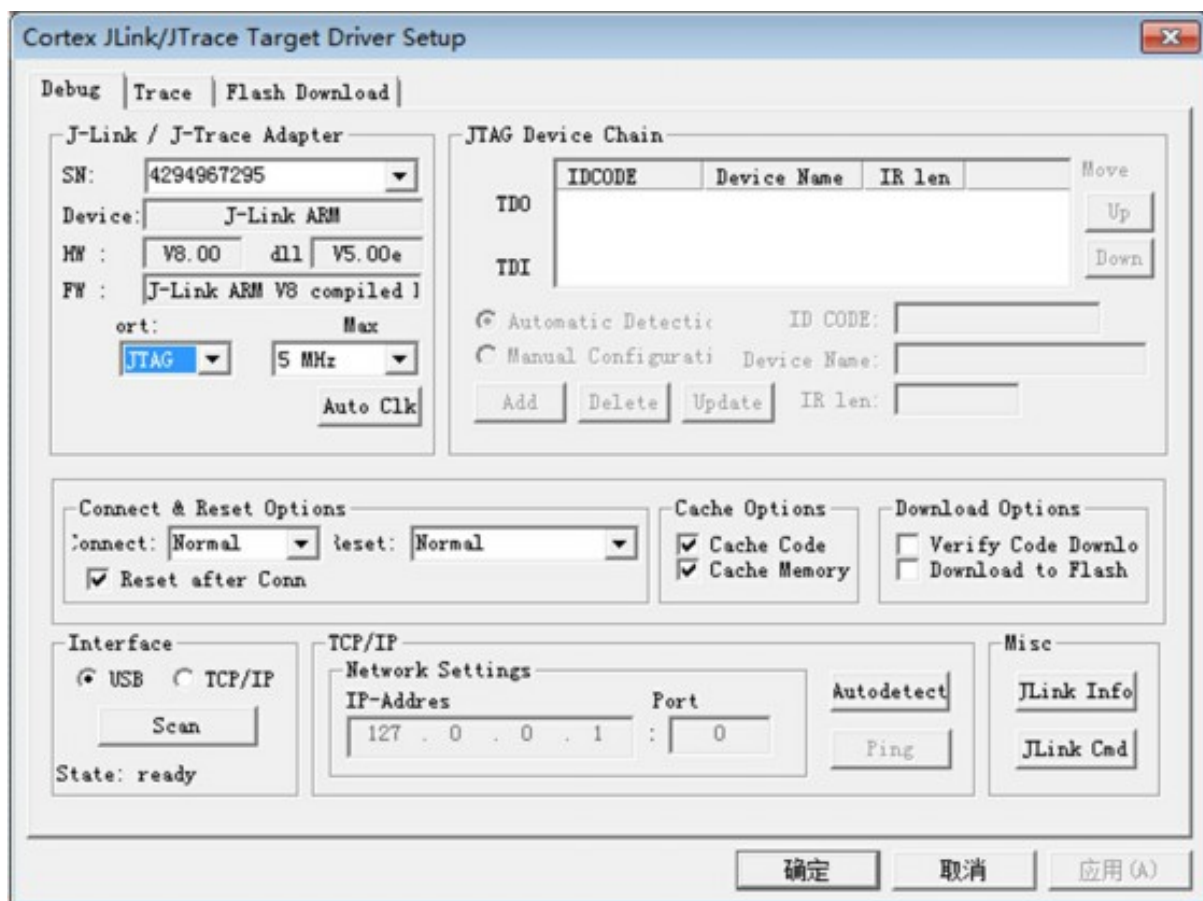 Cortex JLink/JTrace Target Driver Setup
Debug Trace Flash Download
J-Link / J-Trace Adapter
SN: 4294967295
Device: J-Link ARM
HW : V8.00 dll V5.00e
FW : J-Link ARM V8 compiled
ort: Max
JTAG 5 MHz
Auto Clk
JTAG Device Chain
IDCODE Device Name IR len
TDO
TDI
Move
Up
Down
Automatic Detectic ID CODE:
Manual Configurati Device Name:
Add Delete Update IR len:
Connect & Reset Options
onnect: Normal eset: Normal
Reset after Conn
Cache Options
Cache Code
Cache Memory
Download Options
Verify Code Downlo
Download to Flash
Interface
USB TCP/IP
Scan
State: ready
TCP/IP
Network Settings
IP-Addres Port
127 . 0 . 0 . 1 : 0
Autodetect
Ping
Misc
JLink Info
JLink Cmd
确定 取消 应用(A)